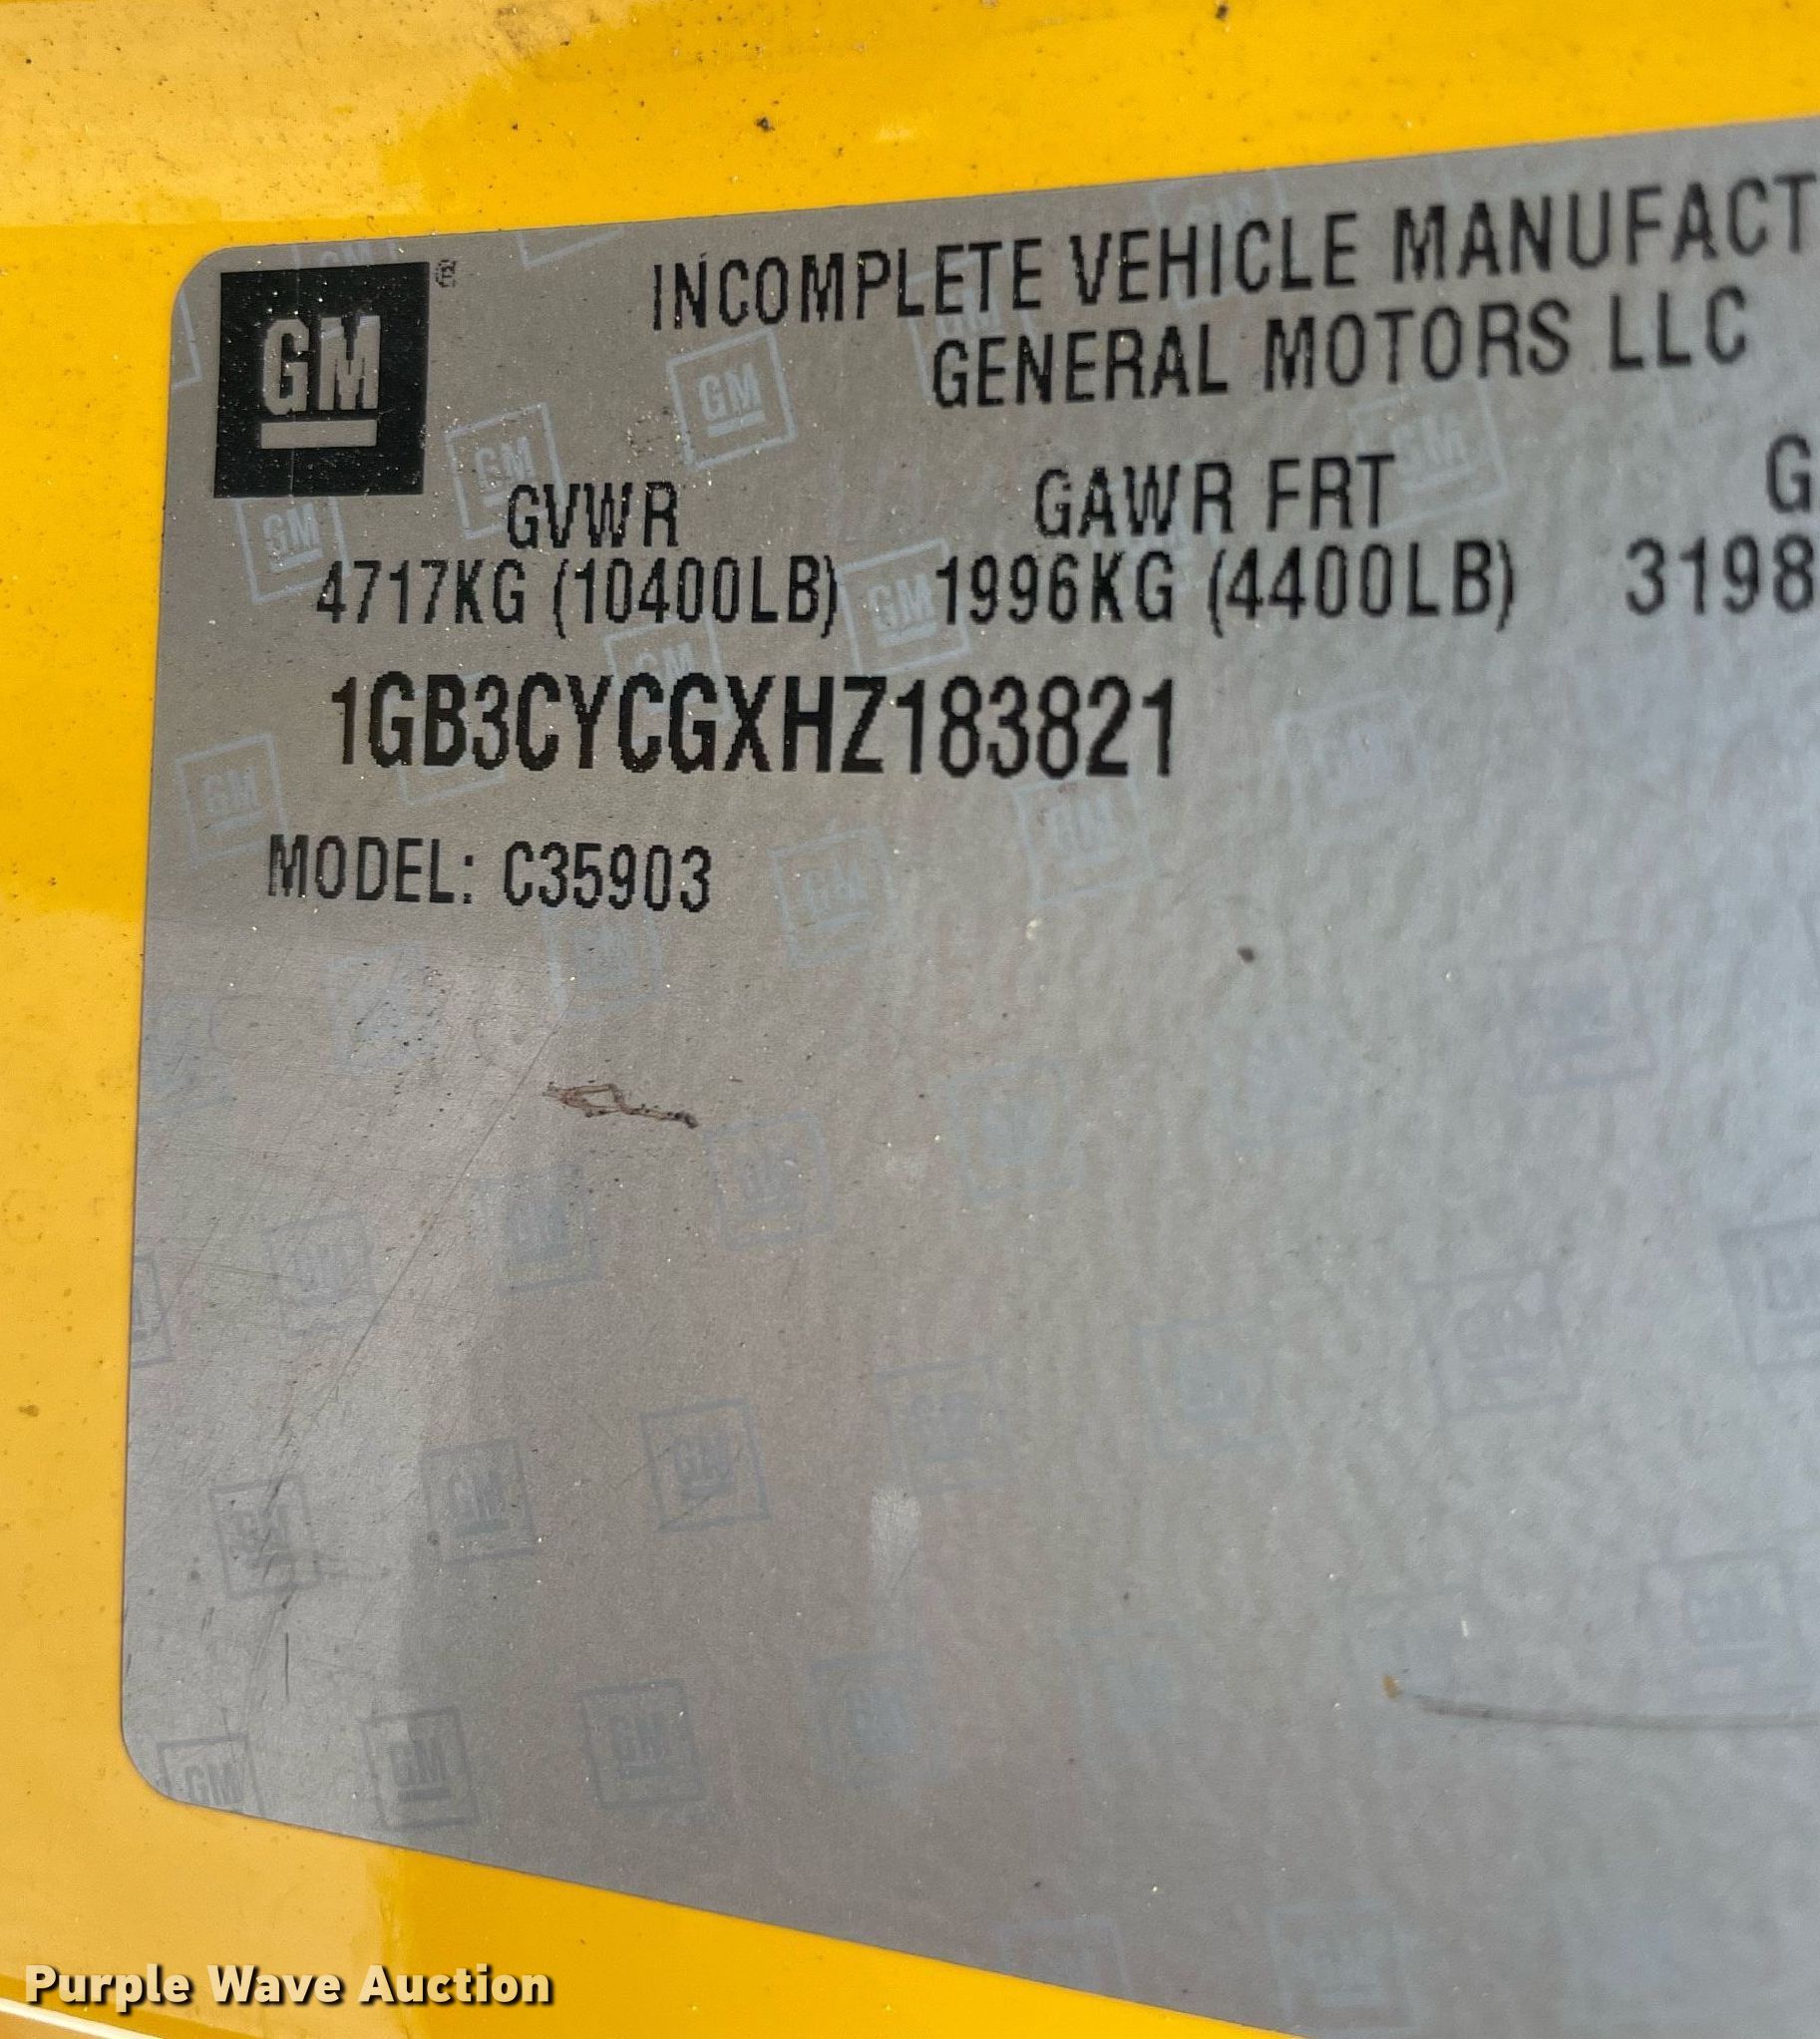 GM
INCOMPLETE VEHICLE MANUFACT
GENERAL MOTORS LLC
GVWR GAWR FRT G
4717KG (10400LB) 1996KG (4400LB) 3198
1GB3CYCGXHZ183821
MODEL: C35903
Purple Wave Auction